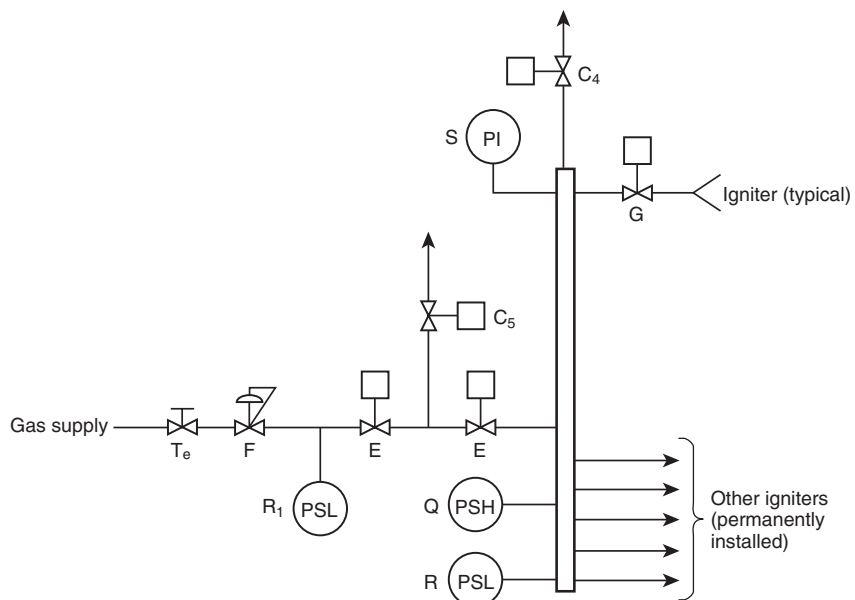 C₄
S
PI
G
Igniter (typical)
C₅
Gas supply
Tₑ
F
E
E
R₁
PSL
Q
PSH
R
PSL
Other igniters
(permanently
installed)